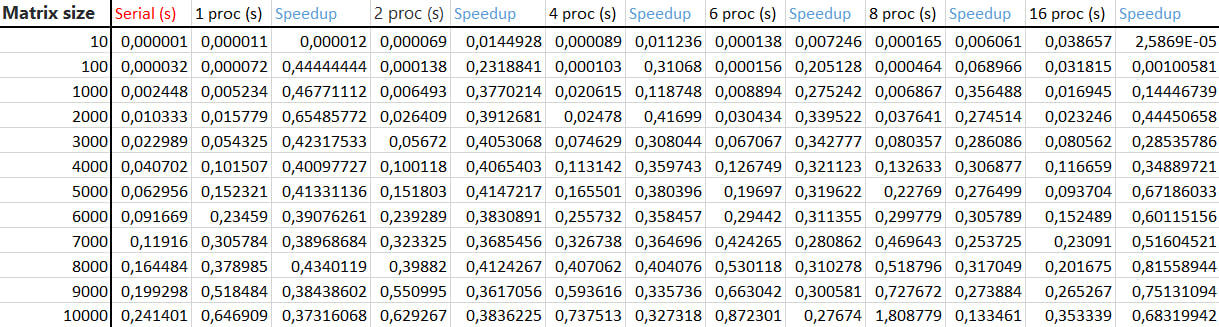 Matrix size Serial (s) 1 proc (s) Speedup 2 proc (s) Speedup 4 proc (s) Speedup 6 proc (s) Speedup 8 proc (s) Speedup 16 proc (s) Speedup
10 0,000001 0,000011 0,000012 0,000069 0,0144928 0,000089 0,011236 0,000138 0,007246 0,000165 0,006061 0,038657 2,5869E-05
100 0,000032 0,000072 0,44444444 0,000138 0,2318841 0,000103 0,31068 0,000156 0,205128 0,000464 0,068966 0,031815 0,00100581
1000 0,002448 0,005234 0,46771112 0,006493 0,3770214 0,020615 0,118748 0,008894 0,275242 0,006867 0,356488 0,016945 0,14446739
2000 0,010333 0,015779 0,65485772 0,026409 0,3912681 0,02478 0,41699 0,030434 0,339522 0,037641 0,274514 0,023246 0,44450658
3000 0,022989 0,054325 0,42317533 0,05672 0,4053068 0,074629 0,308044 0,067067 0,342777 0,080357 0,286086 0,080562 0,28535786
4000 0,040702 0,101507 0,40097727 0,100118 0,4065403 0,113142 0,359743 0,126749 0,321123 0,132633 0,306877 0,116659 0,34889721
5000 0,062956 0,152321 0,41331136 0,151803 0,4147217 0,165501 0,380396 0,19697 0,319622 0,22769 0,276499 0,093704 0,67186033
6000 0,091669 0,23459 0,39076261 0,239289 0,3830891 0,255732 0,358457 0,29442 0,311355 0,299779 0,305789 0,152489 0,60115156
7000 0,11916 0,305784 0,38968684 0,323325 0,3685456 0,326738 0,364696 0,424265 0,280862 0,469643 0,253725 0,23091 0,51604521
8000 0,164484 0,378985 0,4340119 0,39882 0,4124267 0,407062 0,404076 0,530118 0,310278 0,518796 0,317049 0,201675 0,81558944
9000 0,199298 0,518484 0,38438602 0,550995 0,3617056 0,593616 0,335736 0,663042 0,300581 0,727672 0,273884 0,265267 0,75131094
10000 0,241401 0,646909 0,37316068 0,629267 0,3836225 0,737513 0,327318 0,872301 0,27674 1,808779 0,133461 0,353339 0,68319942